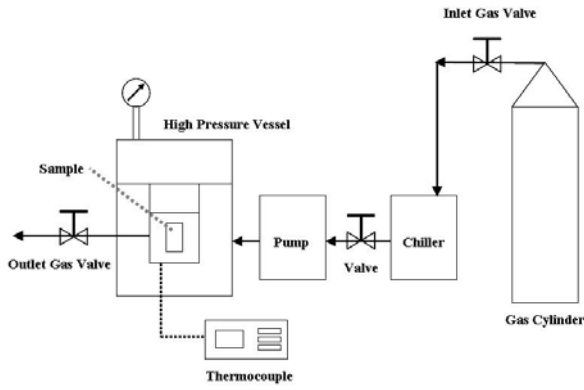 Inlet Gas Valve
High Pressure Vessel
Sample
Pump
Chiller
Valve
Outlet Gas Valve
Gas Cylinder
Thermocouple